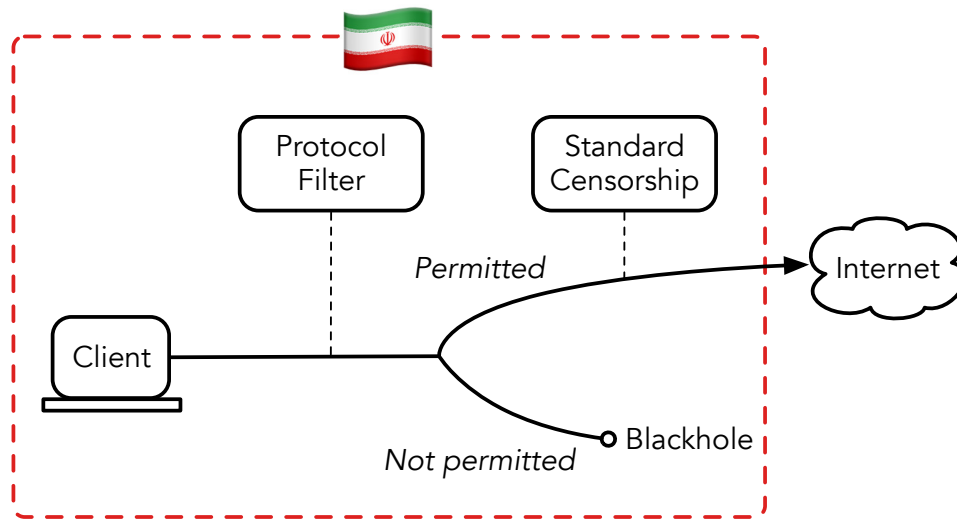 Protocol
Filter
Standard
Censorship
Permitted
Internet
Client
Blackhole
Not permitted